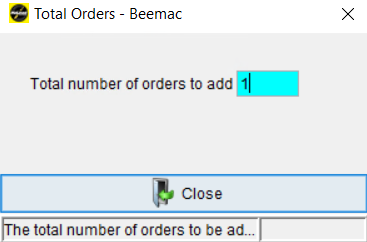 Total Orders - Beemac
Total number of orders to add 1
Close
The total number of orders to be ad...